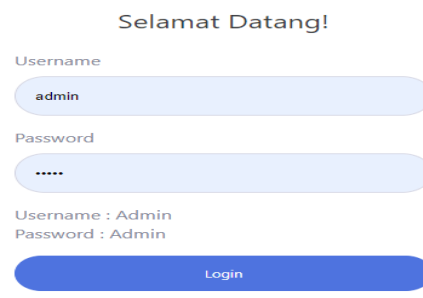 Selamat Datang!
Username
admin
Password
•••••
Username : Admin
Password : Admin
Login